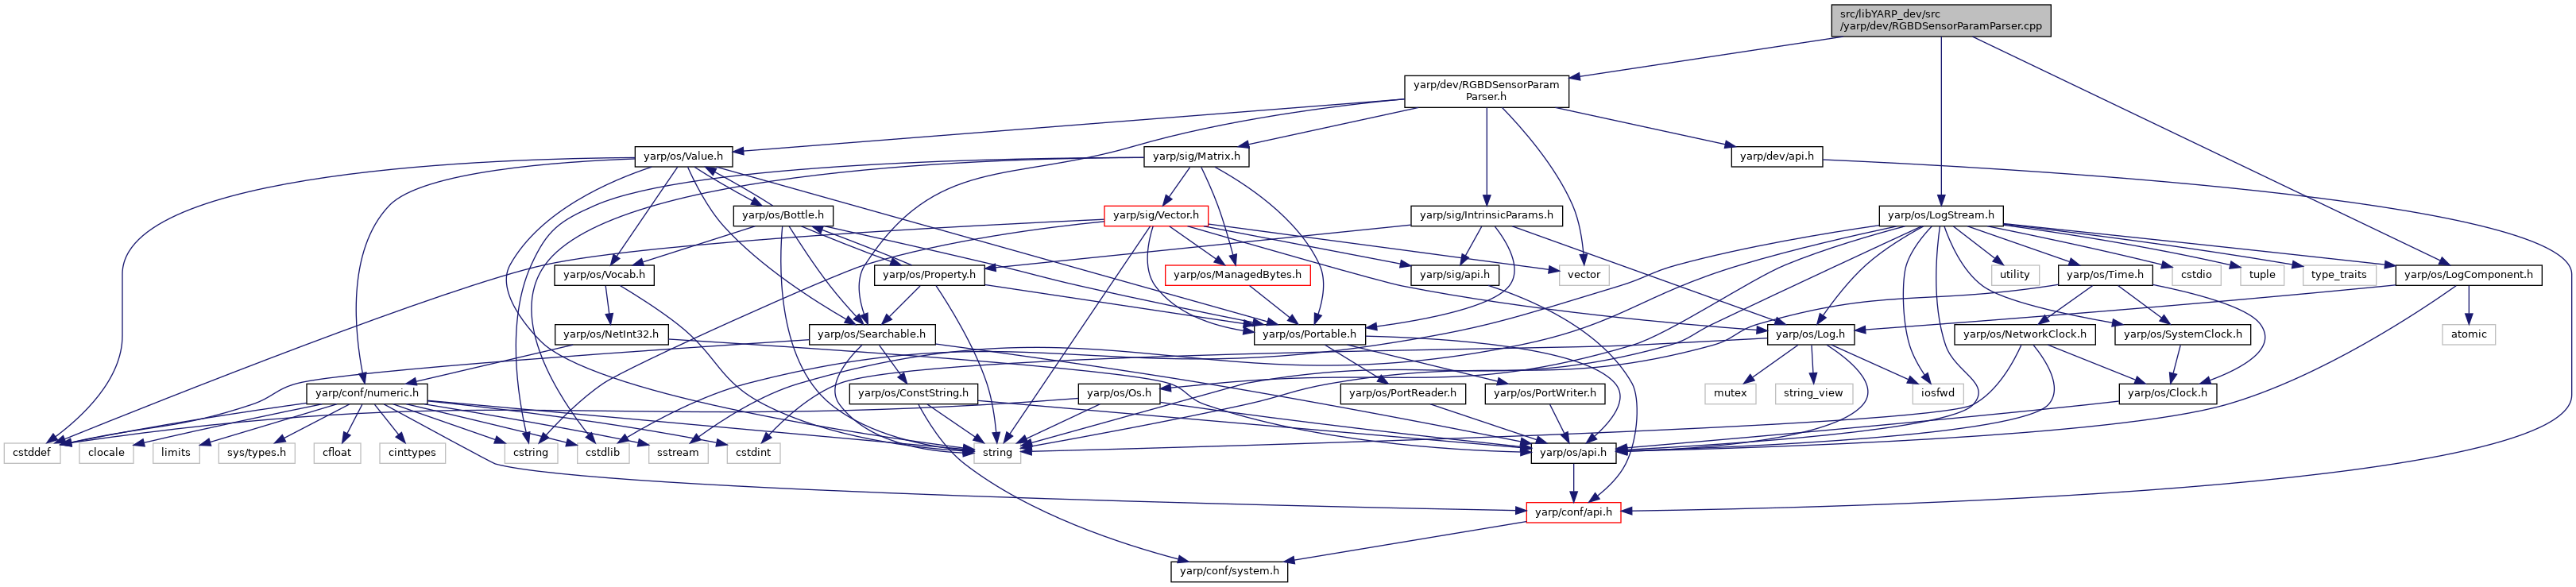 src/libYARP_dev/src
/yarp/dev/RGBDSensorParamParser.cpp
yarp/dev/RGBDSensorParam
Parser.h
yarp/os/Value.h
yarp/sig/Matrix.h
yarp/dev/api.h
yarp/os/Bottle.h
yarp/sig/Vector.h
yarp/sig/IntrinsicParams.h
yarp/os/LogStream.h
yarp/os/Vocab.h
yarp/os/Property.h
yarp/os/ManagedBytes.h
yarp/sig/api.h
vector
utility
yarp/os/Time.h
cstdio
tuple
type_traits
yarp/os/LogComponent.h
yarp/os/NetInt32.h
yarp/os/Searchable.h
yarp/os/Portable.h
yarp/os/Log.h
yarp/os/NetworkClock.h
yarp/os/SystemClock.h
atomic
yarp/conf/numeric.h
yarp/os/ConstString.h
yarp/os/Os.h
yarp/os/PortReader.h
yarp/os/PortWriter.h
mutex
string_view
iosfwd
yarp/os/Clock.h
cstddef
clocale
limits
sys/types.h
cfloat
cinttypes
cstring
cstdlib
sstream
cstdint
string
yarp/os/api.h
yarp/conf/api.h
yarp/conf/system.h